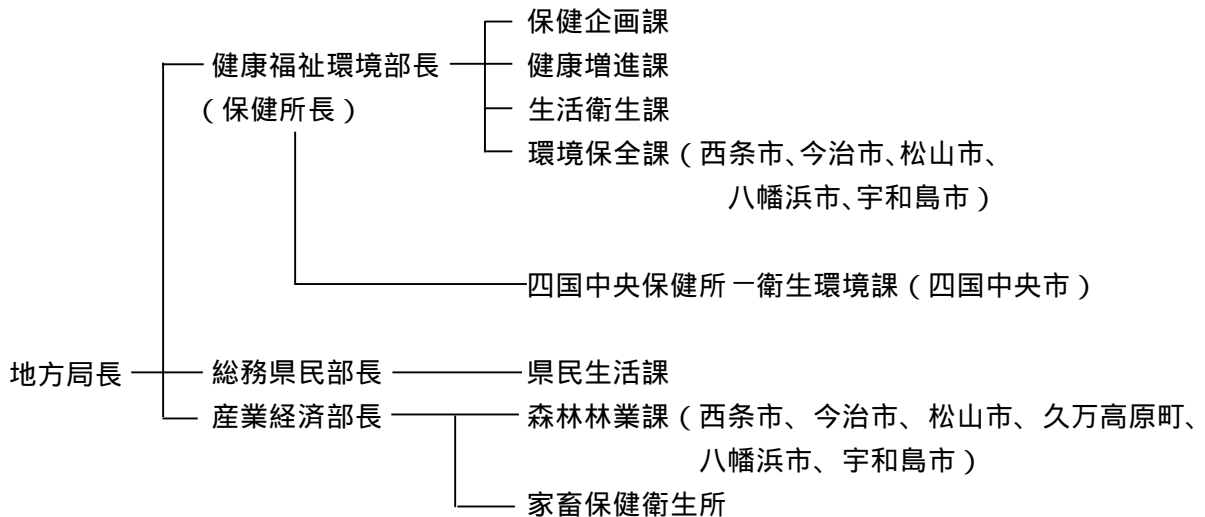 保健企画課
健康福祉環境部長 健康増進課
（保健所長） 生活衛生課
環境保全課（西条市、今治市、松山市、
八幡浜市、宇和島市）
四国中央保健所－衛生環境課（四国中央市）
地方局長 総務県民部長 県民生活課
産業経済部長 森林林業課（西条市、今治市、松山市、久万高原町、
八幡浜市、宇和島市）
家畜保健衛生所